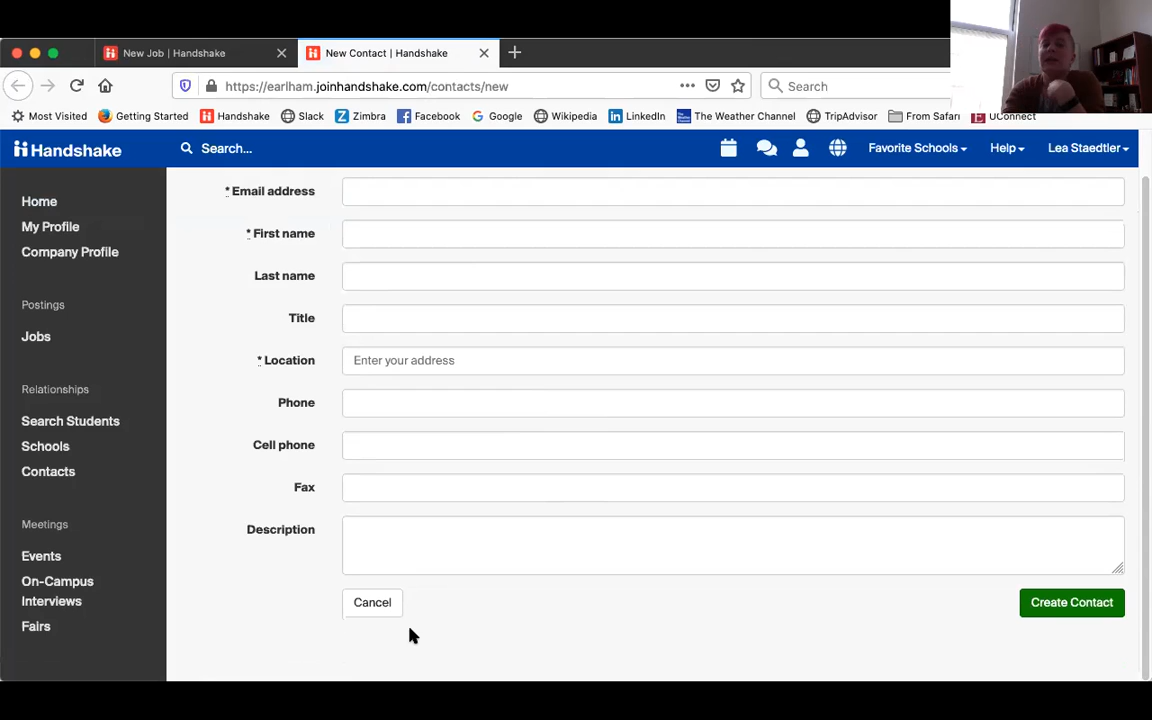 New Job | Handshake
New Contact | Handshake
https://earlham.joinhandshake.com/contacts/new
Search
Most Visited Getting Started Handshake Slack Zimbra Facebook Google Wikipedia LinkedIn The Weather Channel TripAdvisor From Safari UConnect
Handshake
Search...
Favorite Schools
Help
Lea Staedtler
Home
My Profile
Company Profile
Postings
Jobs
Relationships
Search Students
Schools
Contacts
Meetings
Events
On-Campus
Interviews
Fairs
* Email address
* First name
Last name
Title
* Location Enter your address
Phone
Cell phone
Fax
Description
Cancel
Create Contact